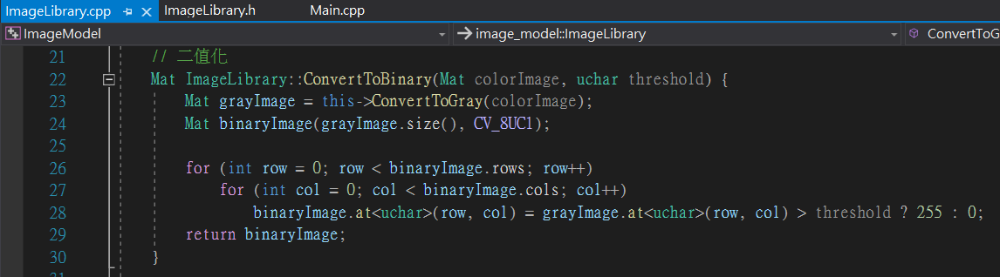 ImageLibrary.cpp ImageLibrary.h Main.cpp
ImageModel image_model::ImageLibrary ConvertToG
21 // 二值化
22 Mat ImageLibrary::ConvertToBinary(Mat colorImage, uchar threshold) {
23 Mat grayImage = this->ConvertToGray(colorImage);
24 Mat binaryImage(grayImage.size(), CV_8UC1);
25
26 for (int row = 0; row < binaryImage.rows; row++)
27 for (int col = 0; col < binaryImage.cols; col++)
28 binaryImage.at<uchar>(row, col) = grayImage.at<uchar>(row, col) > threshold ? 255 : 0;
29 return binaryImage;
30 }